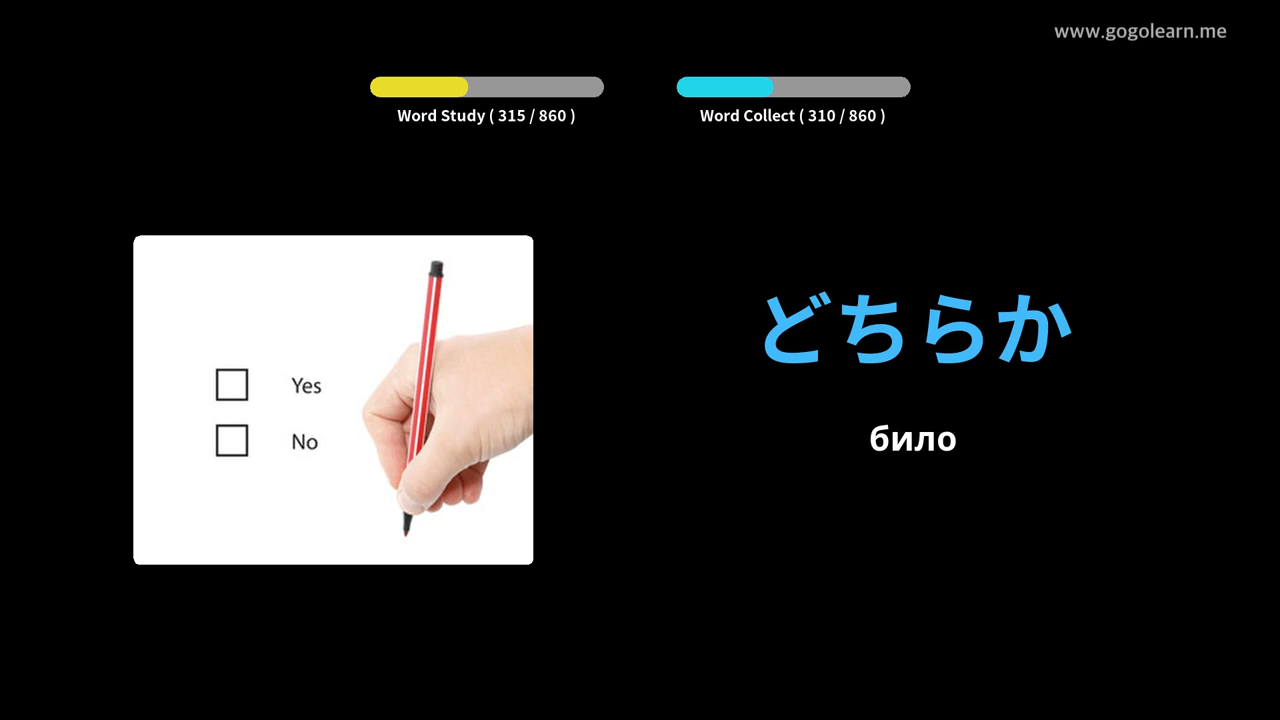 www.gogolearn.me
Word Study ( 315 / 860 )
Word Collect ( 310 / 860 )
Yes
No
どちらか
било